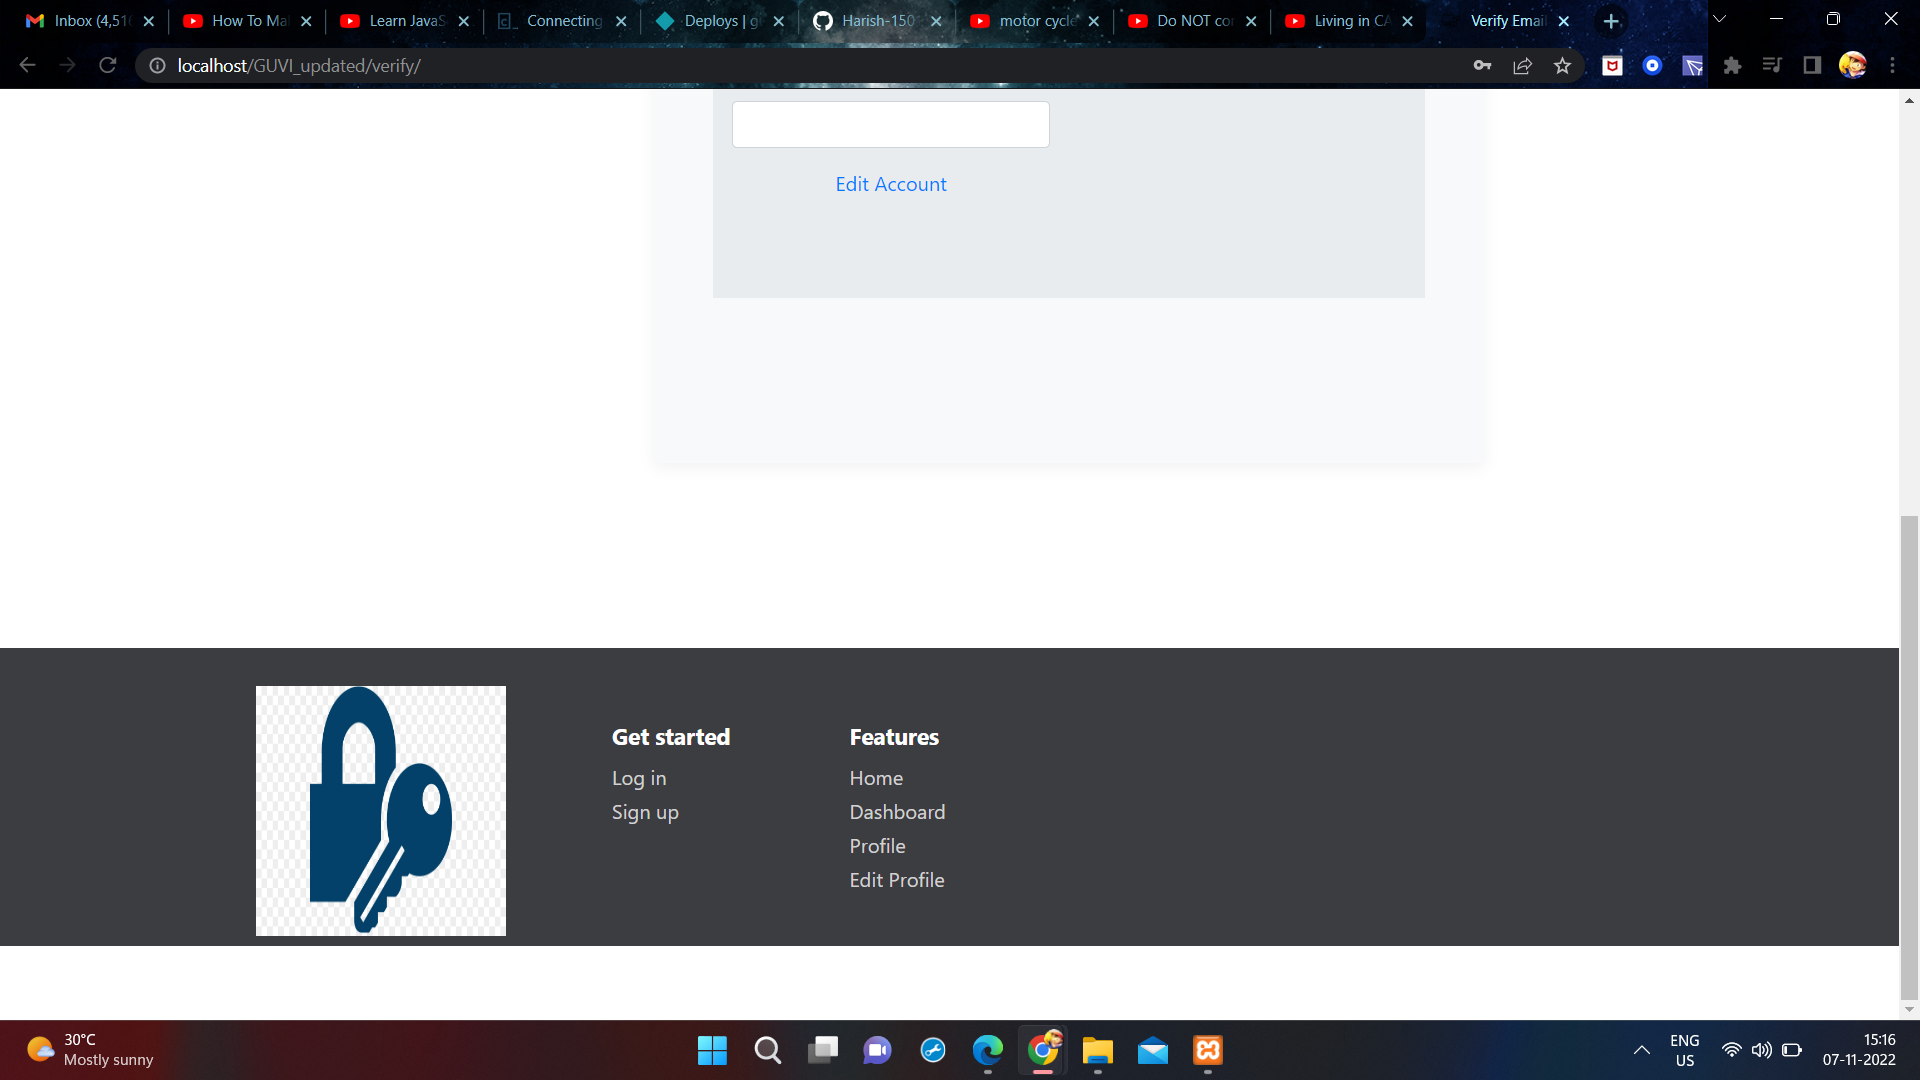 Inbox (4,51
How To Ma
Learn JavaS
Connecting
Deploys | g
Harish-150
motor cycle
Do NOT co
Living in CA
Verify Email
localhost/GUVI_updated/verify/
Edit Account
Get started
Log in
Sign up
Features
Home
Dashboard
Profile
Edit Profile
30°C
Mostly sunny
ENG
US
15:16
07-11-2022